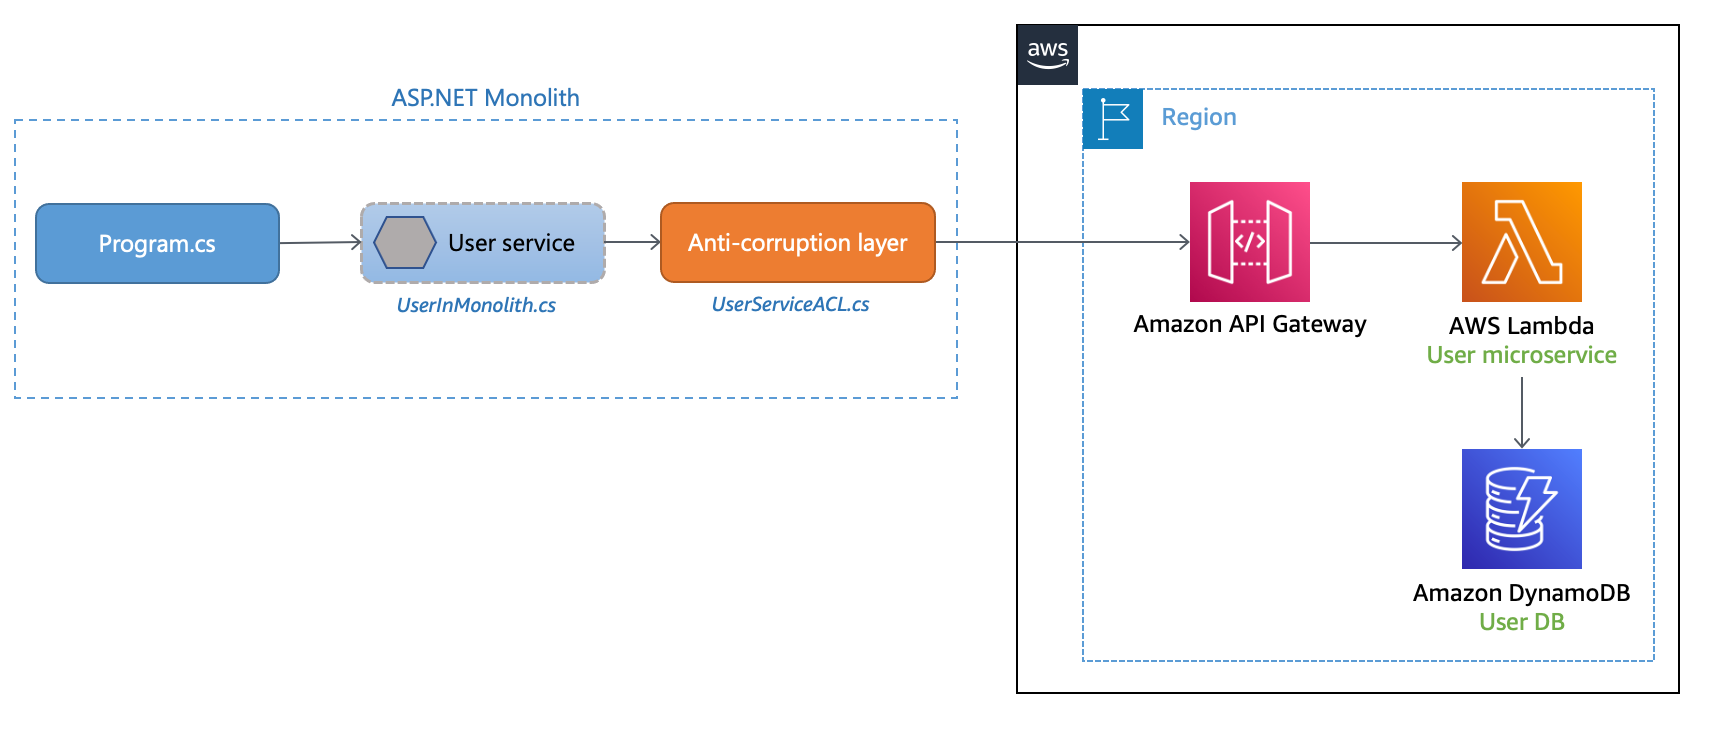 aws
ASP.NET Monolith
Region
Program.cs
User service
Anti-corruption layer
</>
UserInMonolith.cs
UserServiceACL.cs
Amazon API Gateway
AWS Lambda
User microservice
Amazon DynamoDB
User DB